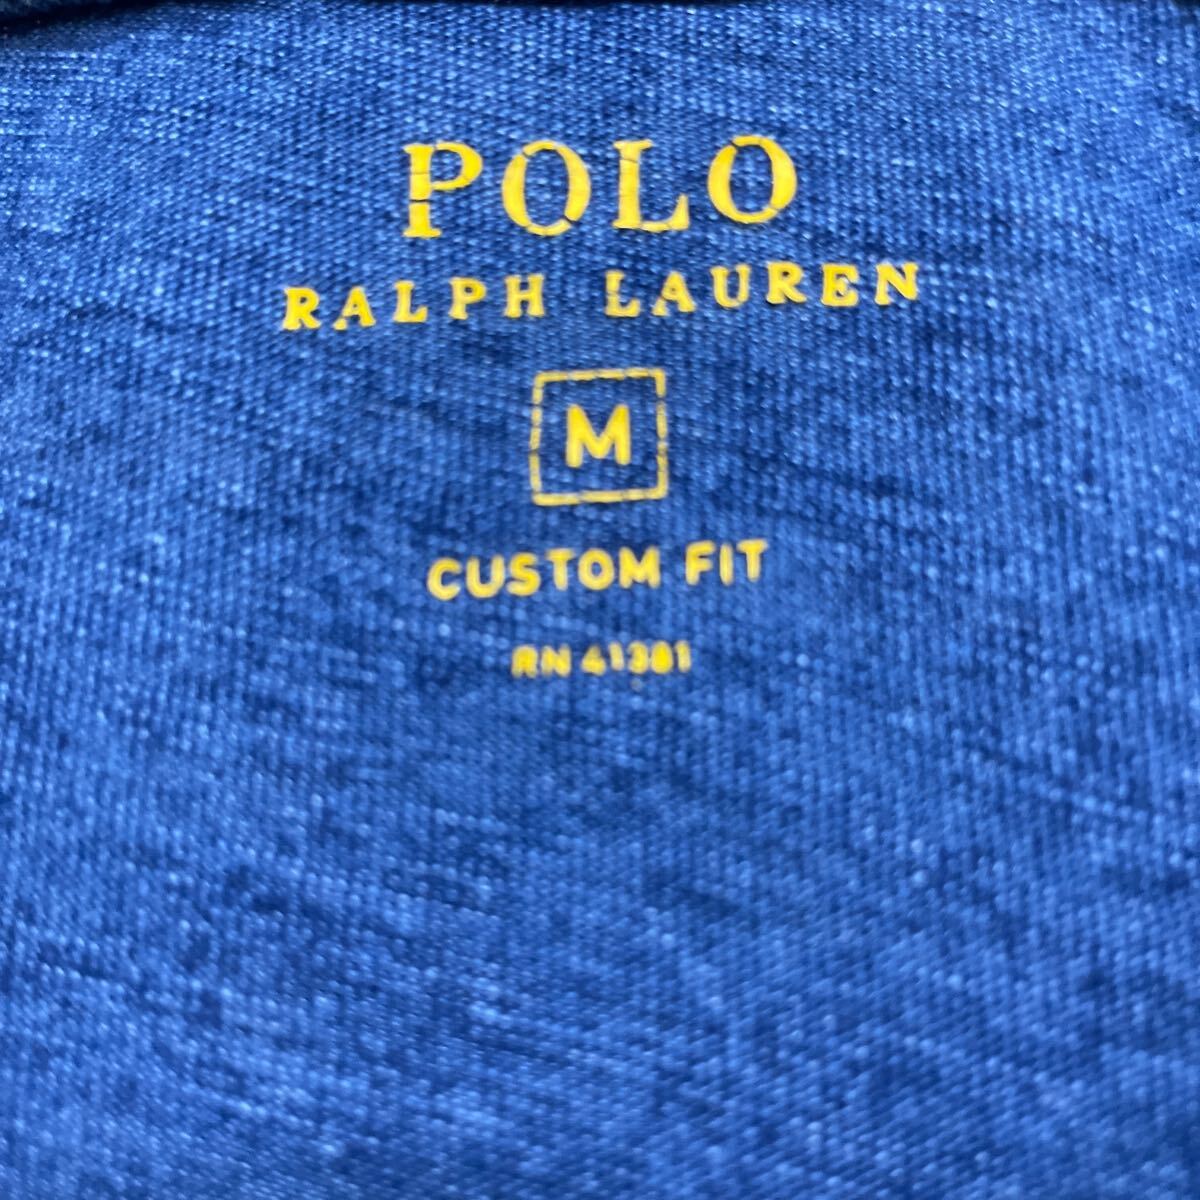 POLO
RALPH LAUREN
M
CUSTOM FIT
RN 41381